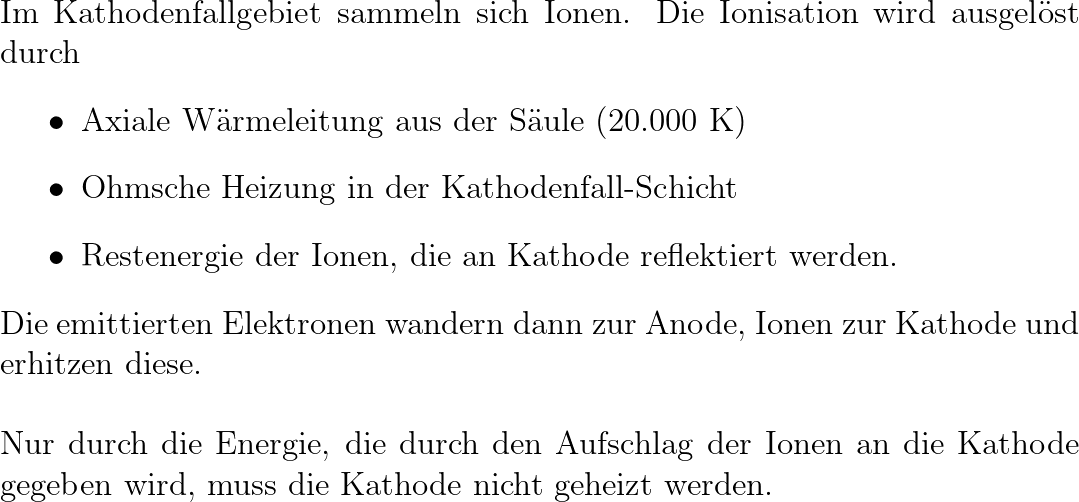 Im Kathodenfallgebiet sammeln sich Ionen. Die Ionisation wird ausgelöst
durch
• Axiale Wärmeleitung aus der Säule (20.000 K)
• Ohmsche Heizung in der Kathodenfall-Schicht
• Restenergie der Ionen, die an Kathode reflektiert werden.
Die emittierten Elektronen wandern dann zur Anode, Ionen zur Kathode und
erhitzen diese.
Nur durch die Energie, die durch den Aufschlag der Ionen an die Kathode
gegeben wird, muss die Kathode nicht geheizt werden.